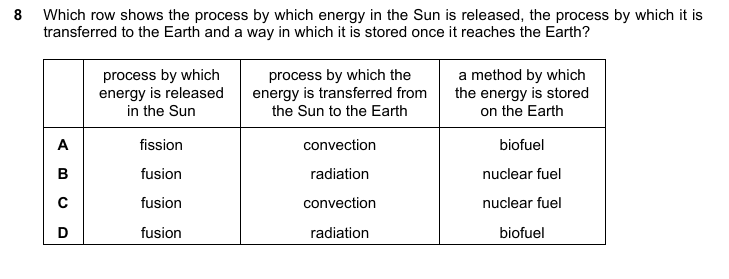 8 Which row shows the process by which energy in the Sun is released, the process by which it is
transferred to the Earth and a way in which it is stored once it reaches the Earth?
process by which energy is released in the Sun | process by which the energy is transferred from the Sun to the Earth | a method by which the energy is stored on the Earth
A fission convection biofuel
B fusion radiation nuclear fuel
C fusion convection nuclear fuel
D fusion radiation biofuel